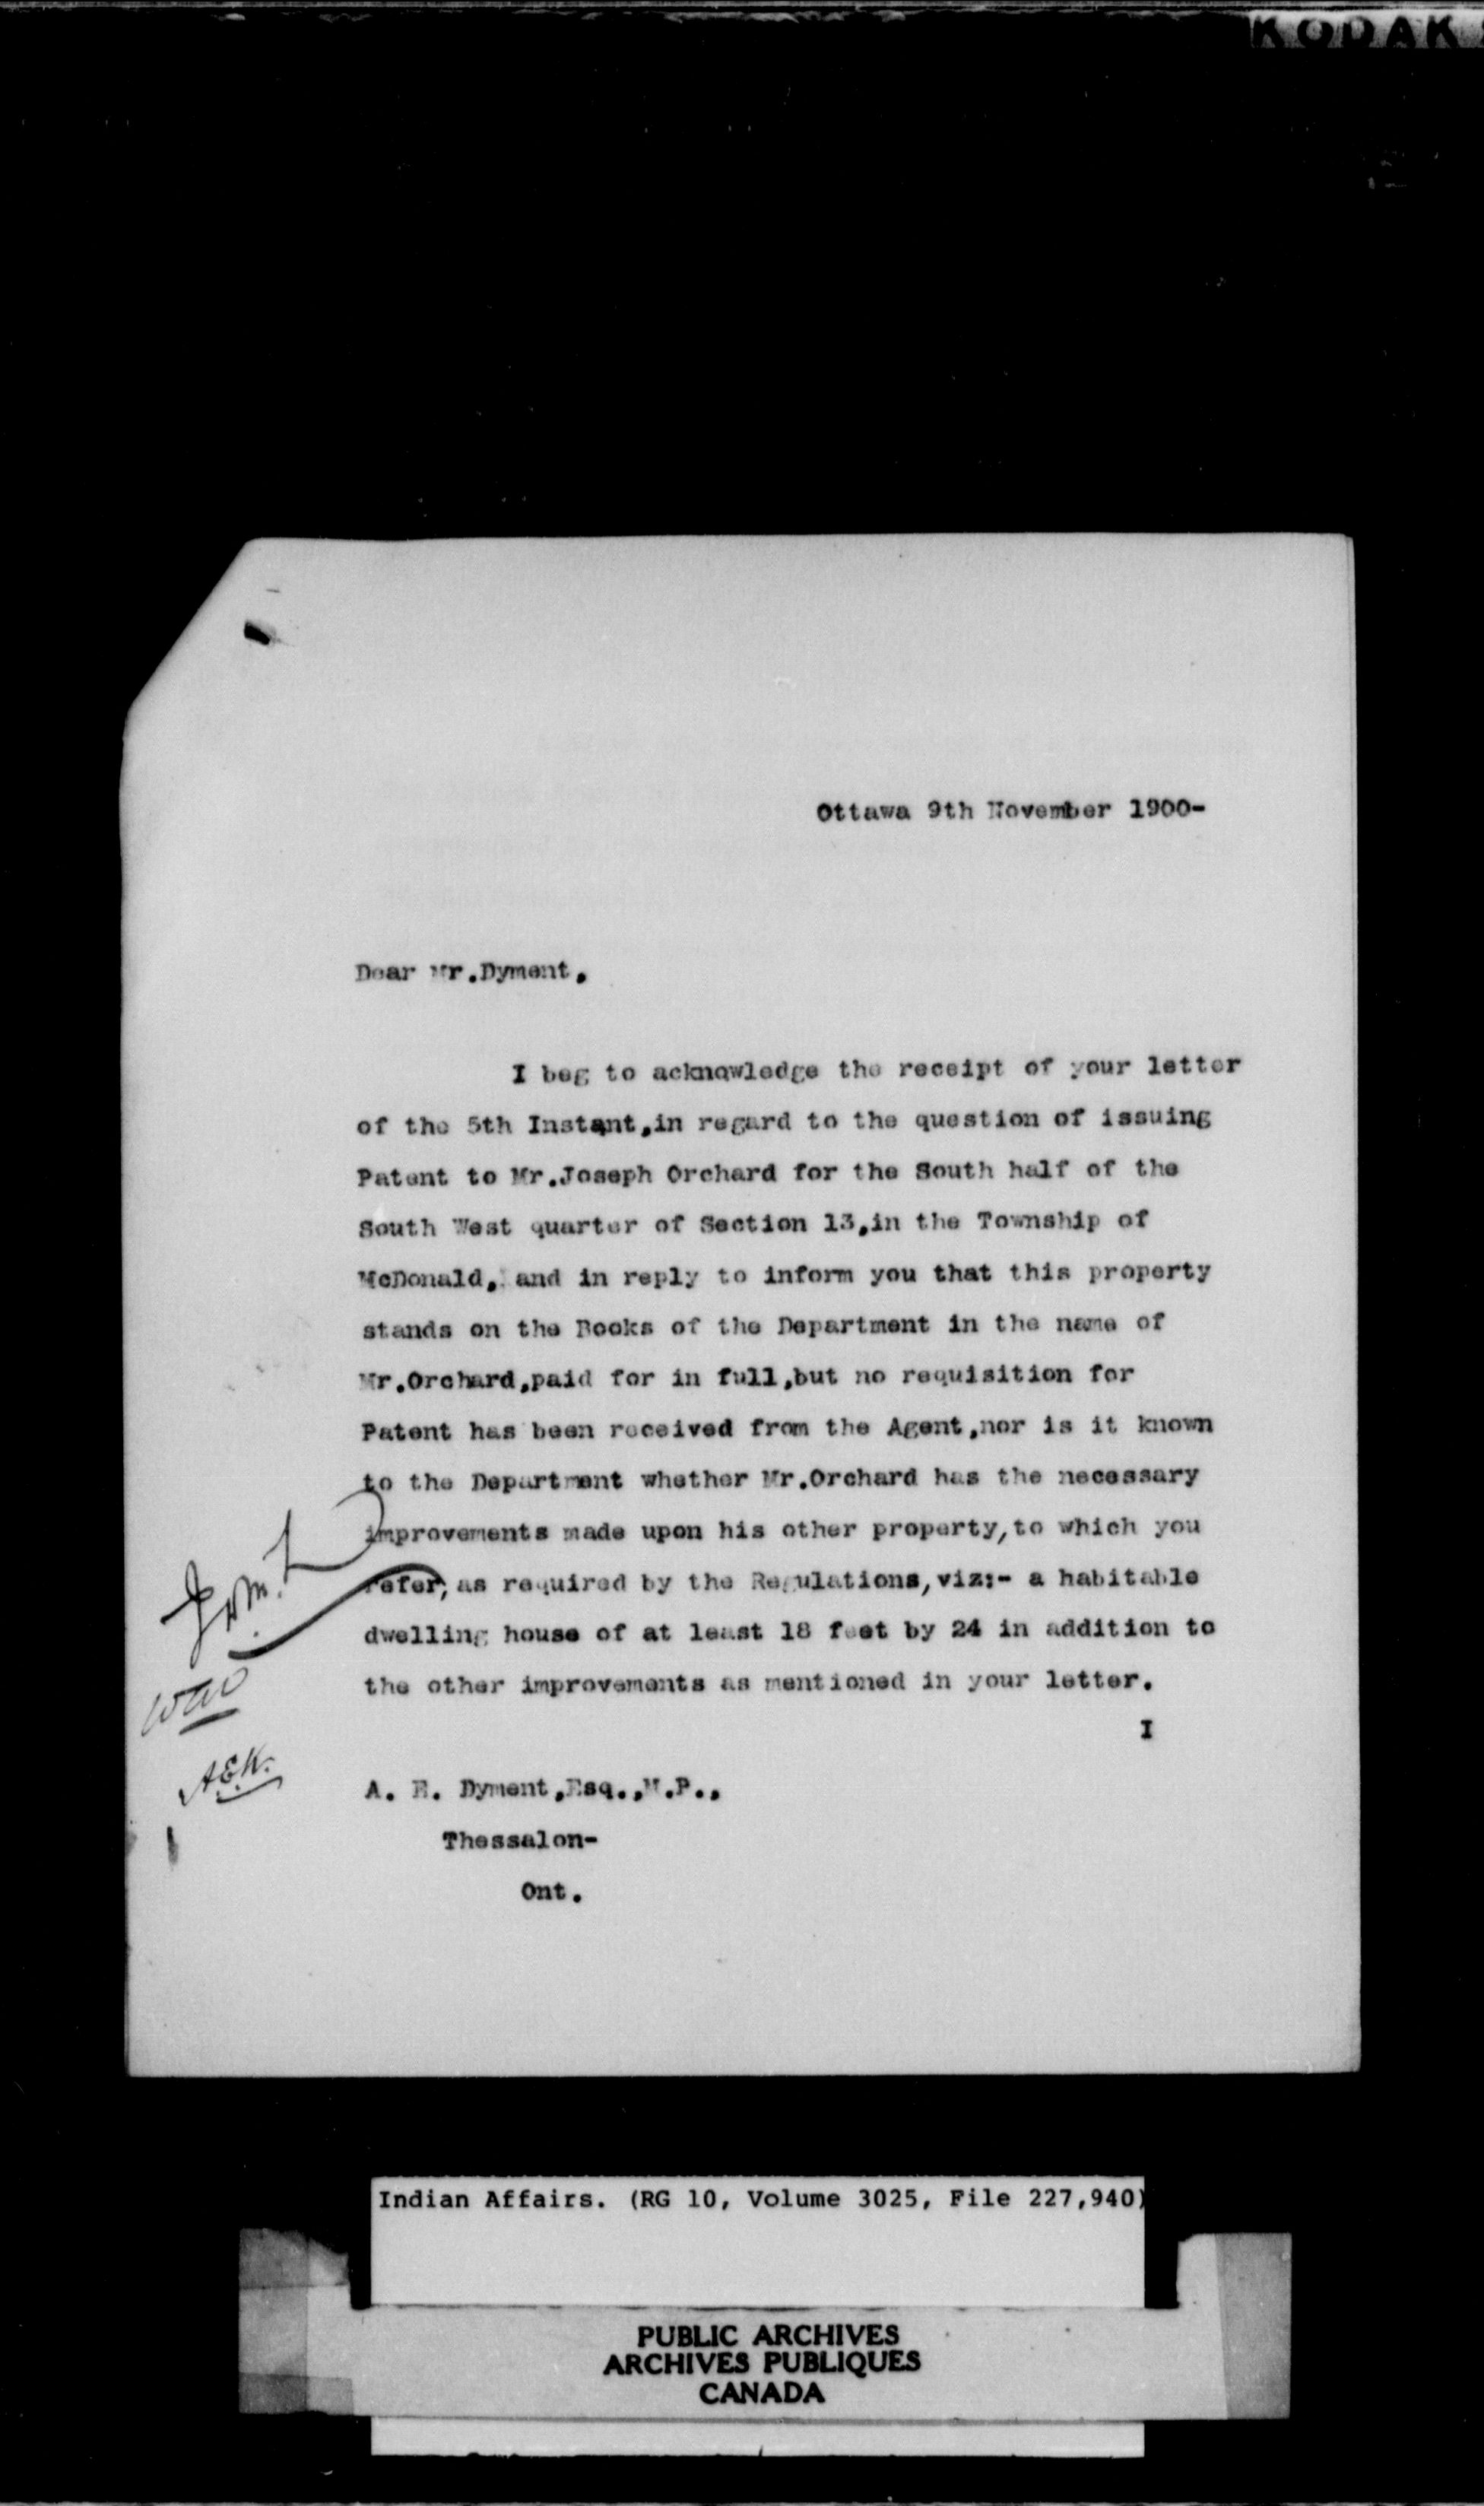 KODAK
Ottawa 9th November 1900-
Dear Mr.Dyment,
I beg to acknowledge the receipt of your letter
of the 5th Instant,in regard to the question of issuing
Patent to Mr.Joseph Orchard for the South half of the
South West quarter of Section 13,in the Township of
McDonald, and in reply to inform you that this property
stands on the Books of the Department in the name of
Mr.Orchard,paid for in full,but no requisition for
Patent has been received from the Agent,nor is it known
to the Department whether Mr.Orchard has the necessary
improvements made upon his other property,to which you
refer, as required by the Regulations,viz:- a habitable
dwelling house of at least 18 feet by 24 in addition to
the other improvements as mentioned in your letter.
I
A.E.K.
A. E. Dyment,Esq.,M.P.,
Thessalon-
Ont.
Indian Affairs. (RG 10, Volume 3025, File 227,940)
PUBLIC ARCHIVES
ARCHIVES PUBLIQUES
CANADA